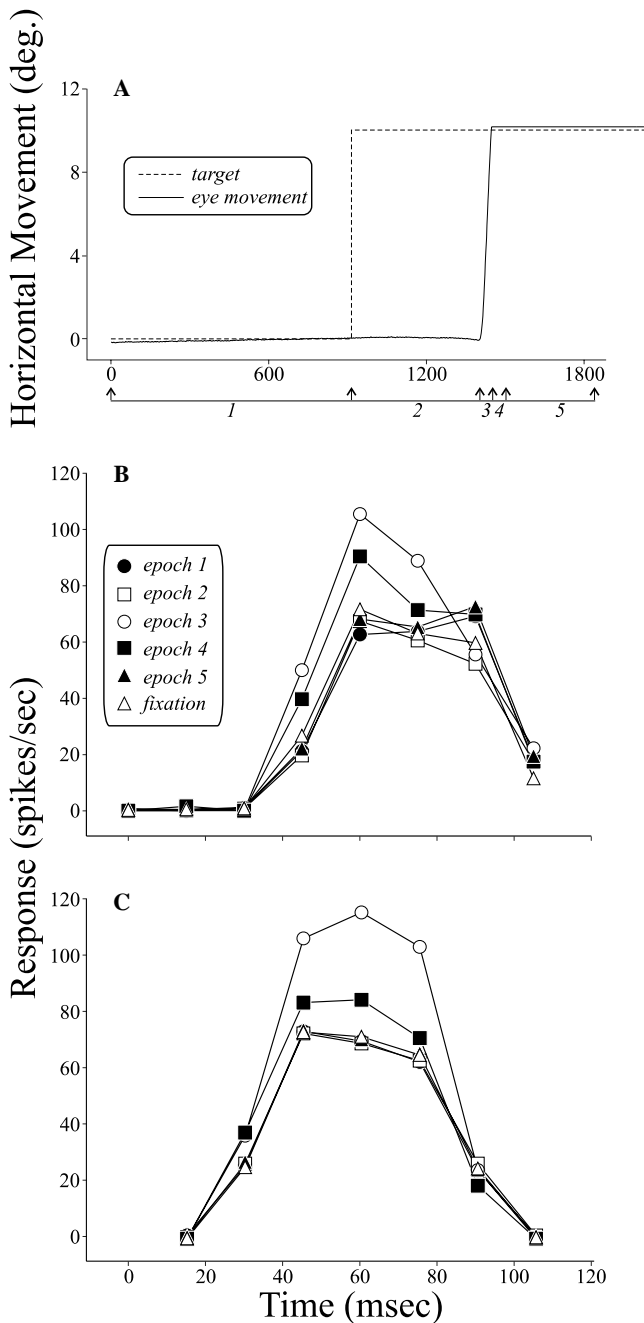 Horizontal Movement (deg.)
A
12
8
4
0
target
eye movement
0 600 1200 1800
1 2 3 4 5
Response (spikes/sec)
B
120
100
80
60
40
20
0
epoch 1
epoch 2
epoch 3
epoch 4
epoch 5
fixation
C
120
100
80
60
40
20
0
0 20 40 60 80 100 120
Time (msec)